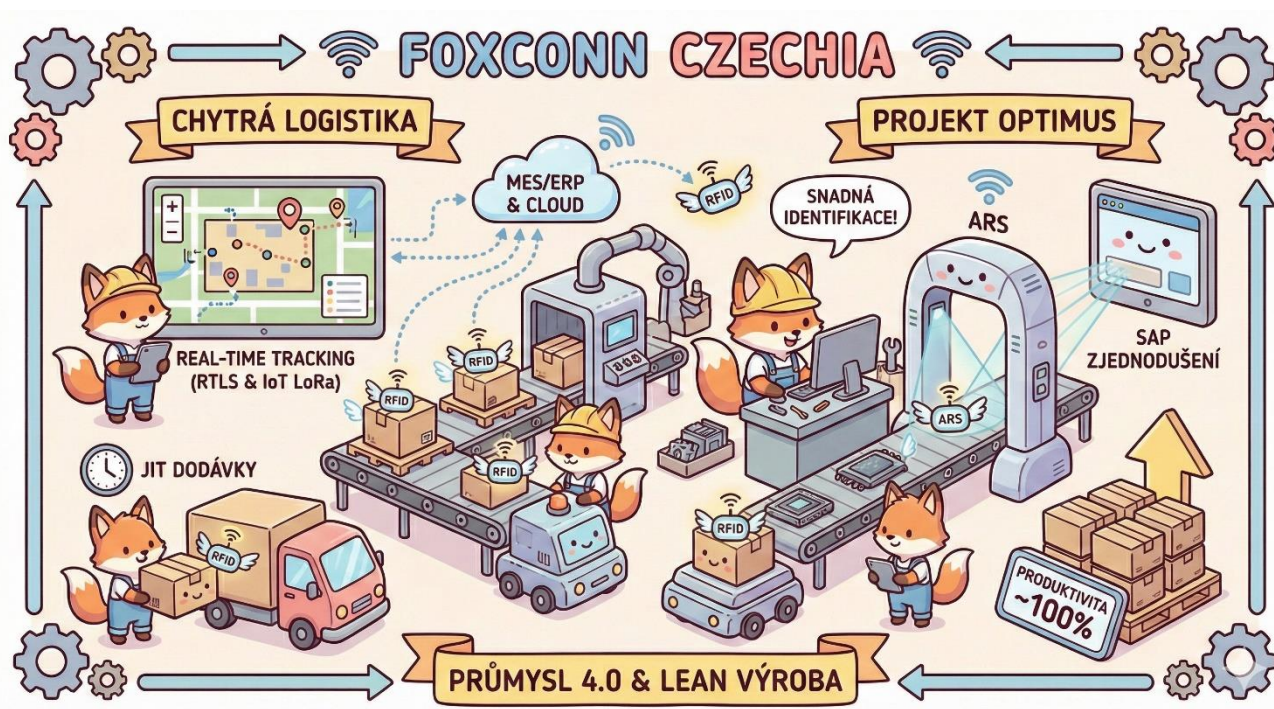 FOXCONN CZECHIA
CHYTRÁ LOGISTIKA
PROJEKT OPTIMUS
MES/ERP
& CLOUD
RFID
SNADNÁ
IDENTIFIKACE!
ARS
+
−
REAL-TIME TRACKING
(RTLS & IoT LoRa)
RFID
RFID
RFID
ARS
SAP
ZJEDNODUŠENÍ
JIT DODÁVKY
RFID
RFID
PRODUKTIVITA
~100%
PRŮMYSL 4.0 & LEAN VÝROBA